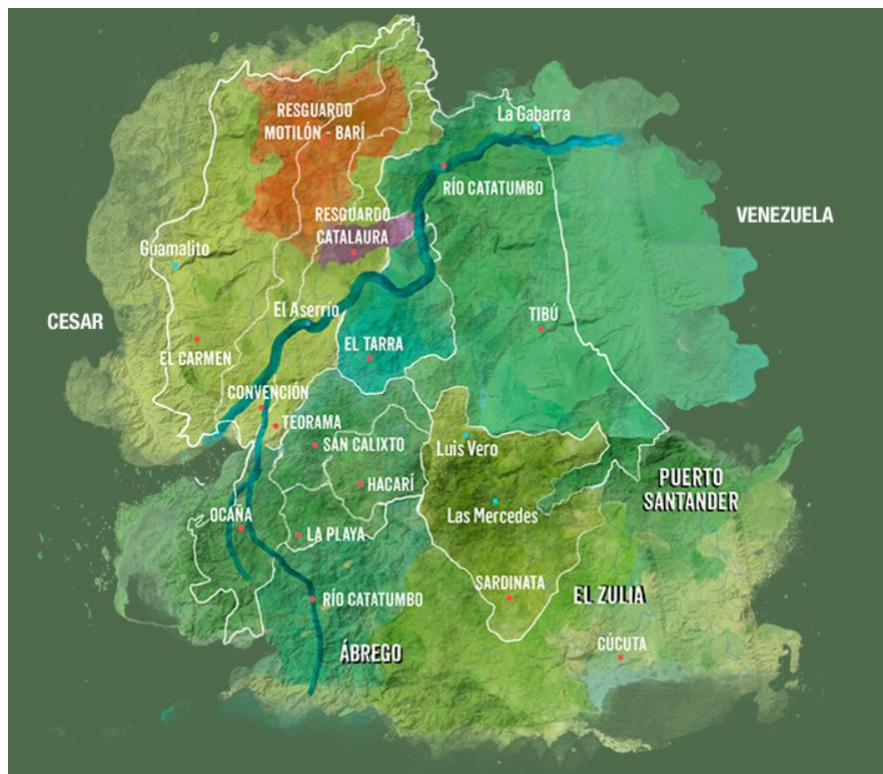 RESGUARDO
MOTILÓN - BARÍ
La Gabarra
RÍO CATATUMBO
RESGUARDO
CATALAURA
VENEZUELA
Guamalito
CESAR
El Aserrío
TIBÚ
EL CARMEN
EL TARRA
CONVENCIÓN
TEORAMA
SÁN CALIXTO
Luis Vero
HACARÍ
PUERTO
SANTANDER
OCAÑA
Las Mercedes
LA PLAYA
SARDINATA
EL ZULIA
RÍO CATATUMBO
CÚCUTA
ÁBREGO